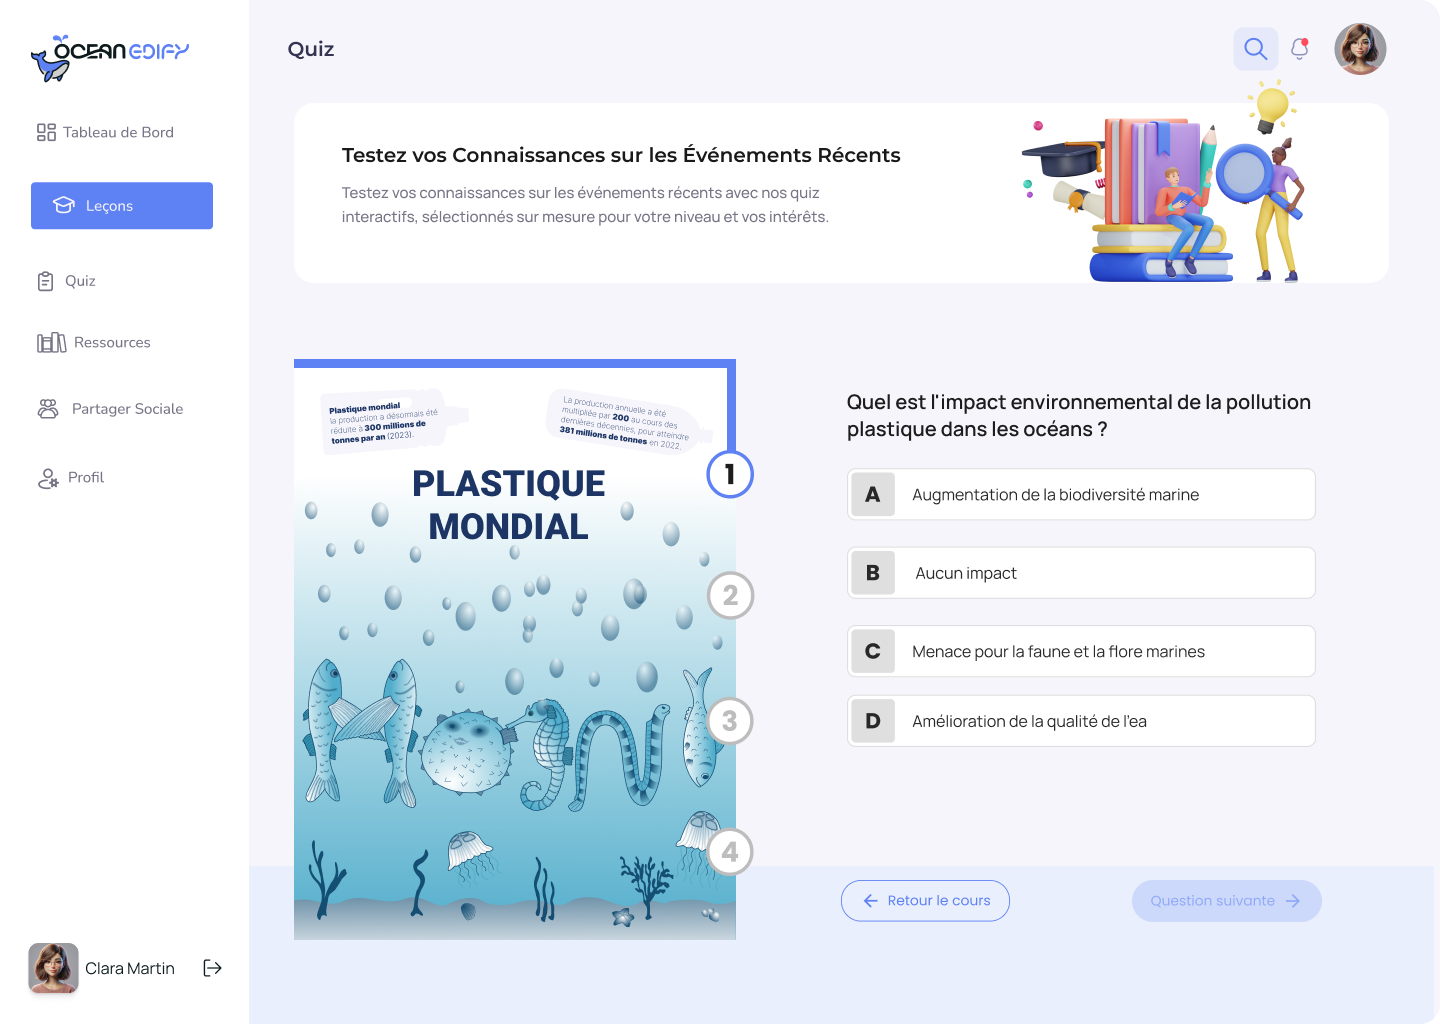 OCEAN EDIFY
Quiz
Tableau de Bord
Leçons
Quiz
Ressources
Partager Sociale
Profil
Clara Martin
Testez vos Connaissances sur les Événements Récents
Testez vos connaissances sur les événements récents avec nos quiz
interactifs, sélectionnés sur mesure pour votre niveau et vos intérêts.
Plastique mondial
la production a désormais été
réduite à 300 millions de
tonnes par an (2023).
La production annuelle a été
multipliée par 200 au cours des
dernières décennies, pour atteindre
381 millions de tonnes en 2022.
PLASTIQUE
MONDIAL
1
2
3
4
Quel est l'impact environnemental de la pollution
plastique dans les océans ?
A Augmentation de la biodiversité marine
B Aucun impact
C Menace pour la faune et la flore marines
D Amélioration de la qualité de l'ea
Retour le cours
Question suivante